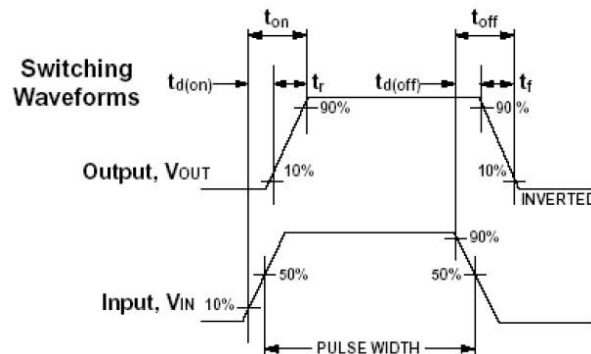 ton
toff
Switching
Waveforms
td(on)
tr
td(off)
tf
90%
90%
Output, VOUT
10%
10%
INVERTED
90%
50%
50%
Input, VIN
10%
PULSE WIDTH